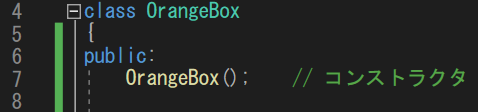 4 class OrangeBox
5 {
6 public:
7 OrangeBox(); // コンストラクタ
8